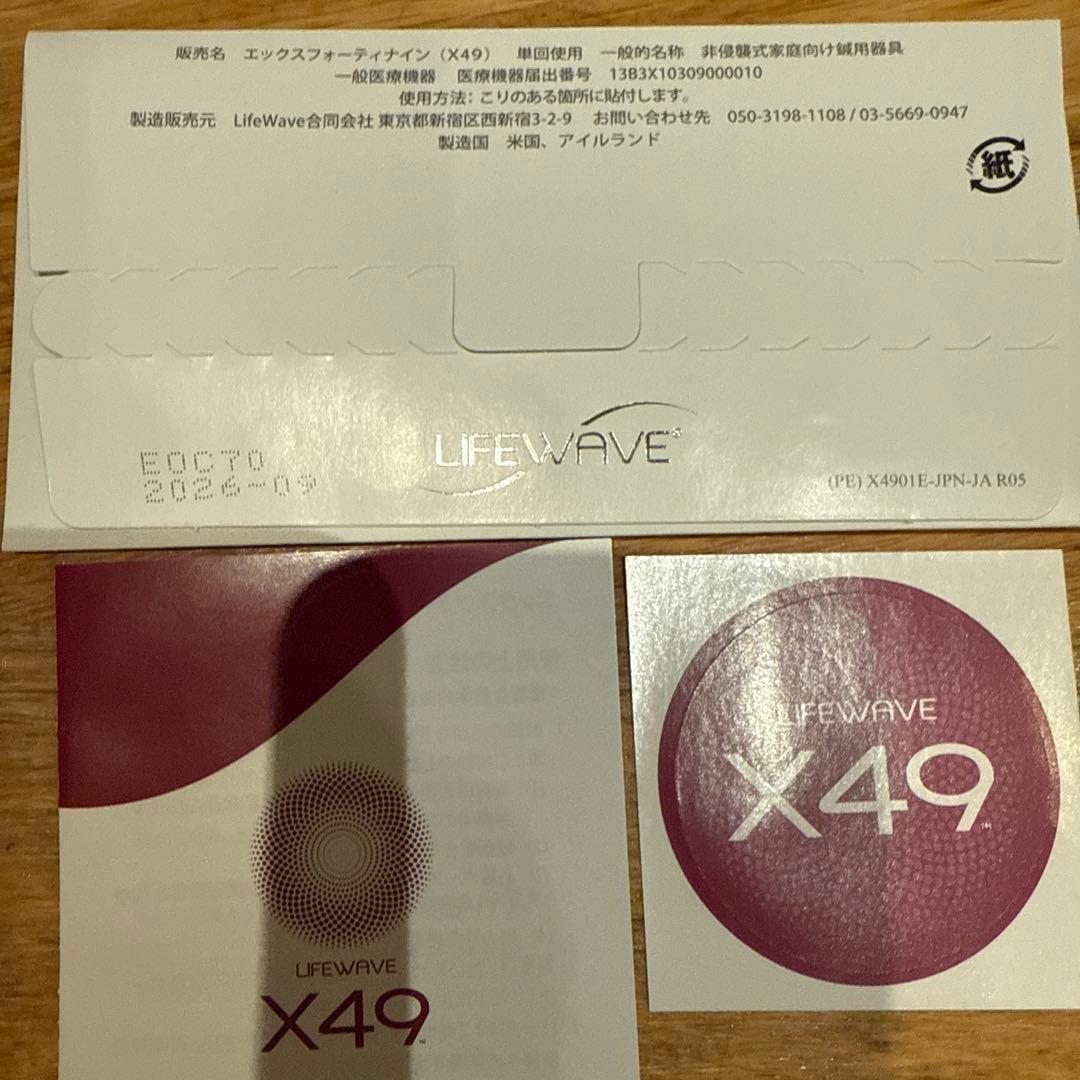 販売名 エックスフォーティナイン（X49） 単回使用 一般的名称 非侵襲式家庭向け鍼用器具
一般医療機器 医療機器届出番号 13B3X10309000010
使用方法：こりのある箇所に貼付します。
製造販売元 LifeWave合同会社 東京都新宿区西新宿3-2-9 お問い合わせ先 050-3198-1108 / 03-5669-0947
製造国 米国、アイルランド
紙
LIFEWAVE®
EOC70
2026-09
(PE) X4901E-JPN-JA R05
LIFEWAVE
X49™
LIFEWAVE
X49™